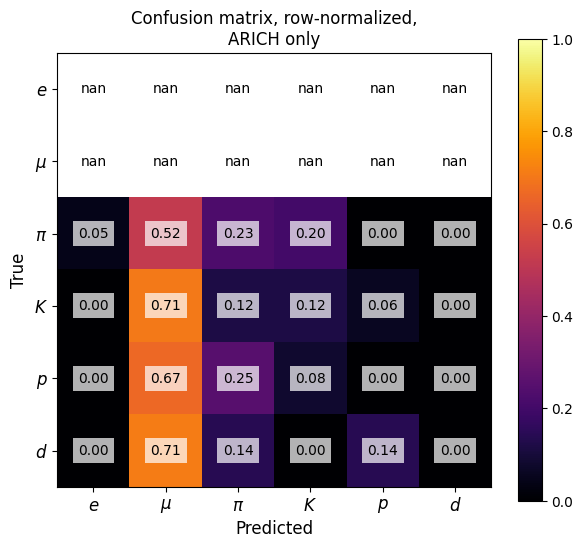 Confusion matrix, row-normalized,
ARICH only
1.0
0.8
0.6
0.4
0.2
0.0
True
e nan nan nan nan nan nan
μ nan nan nan nan nan nan
π 0.05 0.52 0.23 0.20 0.00 0.00
K 0.00 0.71 0.12 0.12 0.06 0.00
p 0.00 0.67 0.25 0.08 0.00 0.00
d 0.00 0.71 0.14 0.00 0.14 0.00
e μ π K p d
Predicted